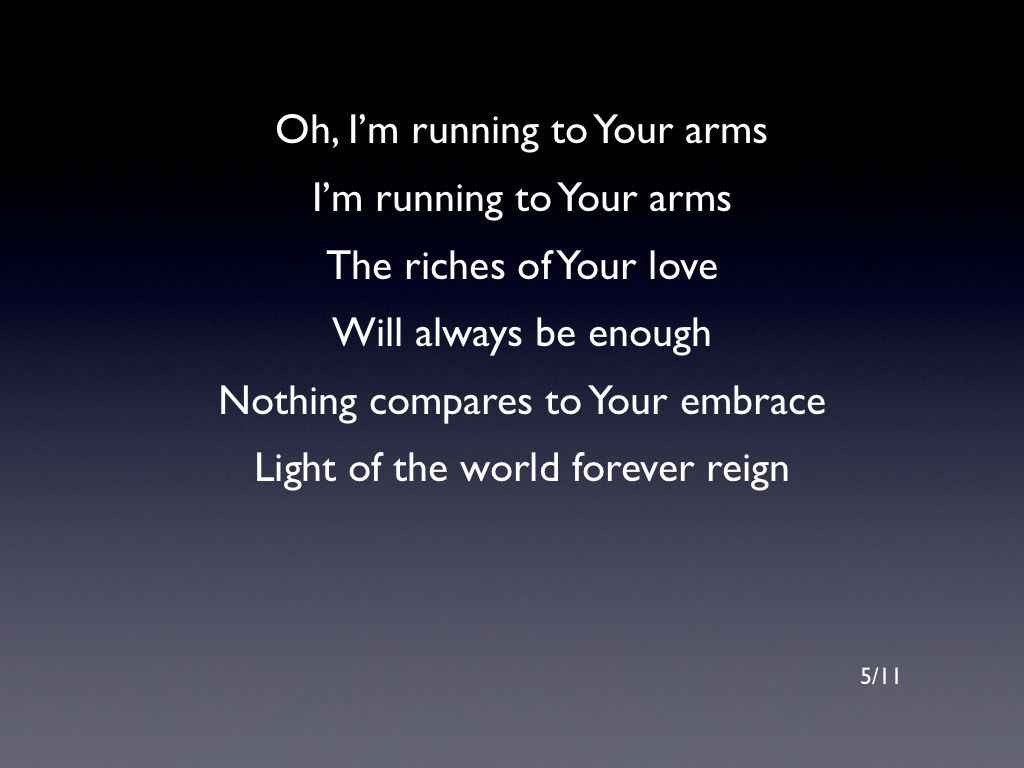 Oh, I’m running to Your arms
I’m running to Your arms
The riches of Your love
Will always be enough
Nothing compares to Your embrace
Light of the world forever reign
5/11